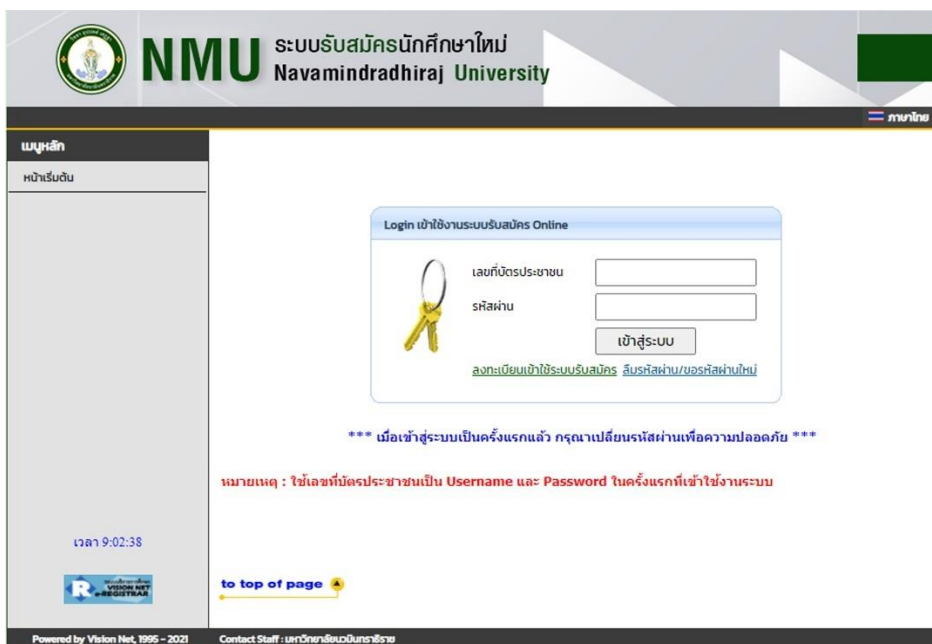 NMU
ระบบรับสมัครนักศึกษาใหม่
Navamindradhiraj University
ภาษาไทย
เมนูหลัก
หน้าเริ่มต้น
Login เข้าใช้งานระบบรับสมัคร Online
เลขที่บัตรประชาชน
รหัสผ่าน
เข้าสู่ระบบ
ลงทะเบียนเข้าใช้ระบบรับสมัคร ลืมรหัสผ่าน/ขอรหัสผ่านใหม่
*** เมื่อเข้าสู่ระบบเป็นครั้งแรกแล้ว กรุณาเปลี่ยนรหัสผ่านเพื่อความปลอดภัย ***
หมายเหตุ : ใช้เลขที่บัตรประชาชนเป็น Username และ Password ในครั้งแรกที่เข้าใช้งานระบบ
เวลา 9:02:38
R
VISION NET
e-REGISTRAR
to top of page
Powered by Vision Net, 1995 - 2021
Contact Staff : มหาวิทยาลัยนวมินทราธิราช